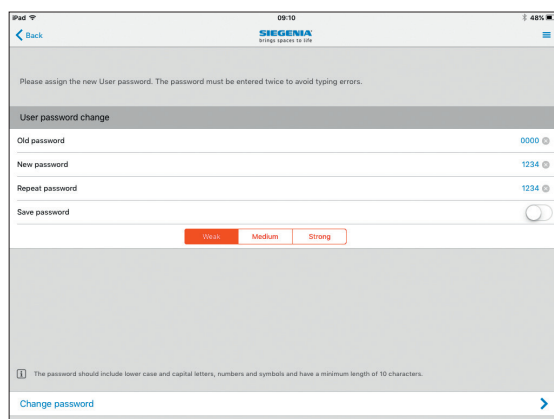 iPad 09:10 48%
Back SIEGENIA
brings spaces to life
Please assign the new User password. The password must be entered twice to avoid typing errors.
User password change
Old password 0000
New password 1234
Repeat password 1234
Save password
Weak Medium Strong
i The password should include lower case and capital letters, numbers and symbols and have a minimum length of 10 characters.
Change password